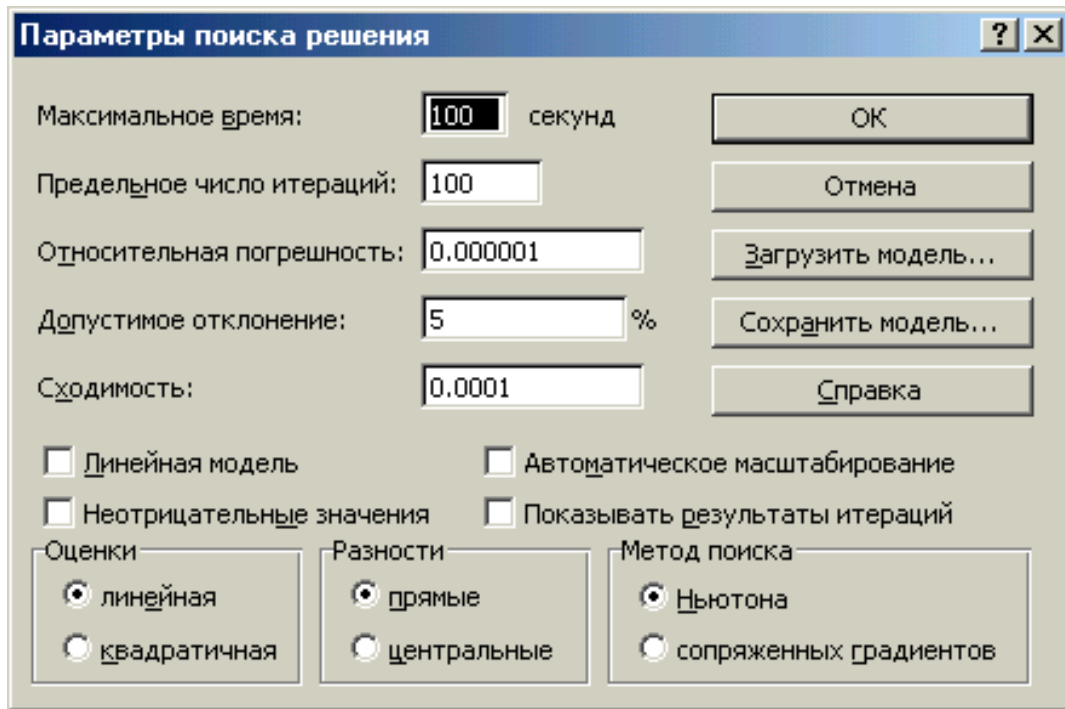 Параметры поиска решения ? X
Максимальное время: 100 секунд OK
Предельное число итераций: 100 Отмена
Относительная погрешность: 0.000001 Загрузить модель...
Допустимое отклонение: 5 % Сохранить модель...
Сходимость: 0.0001 Справка
Линейная модель Автоматическое масштабирование
Неотрицательные значения Показывать результаты итераций
Оценки Разности Метод поиска
линейная прямые Ньютона
квадратичная центральные сопряженных градиентов